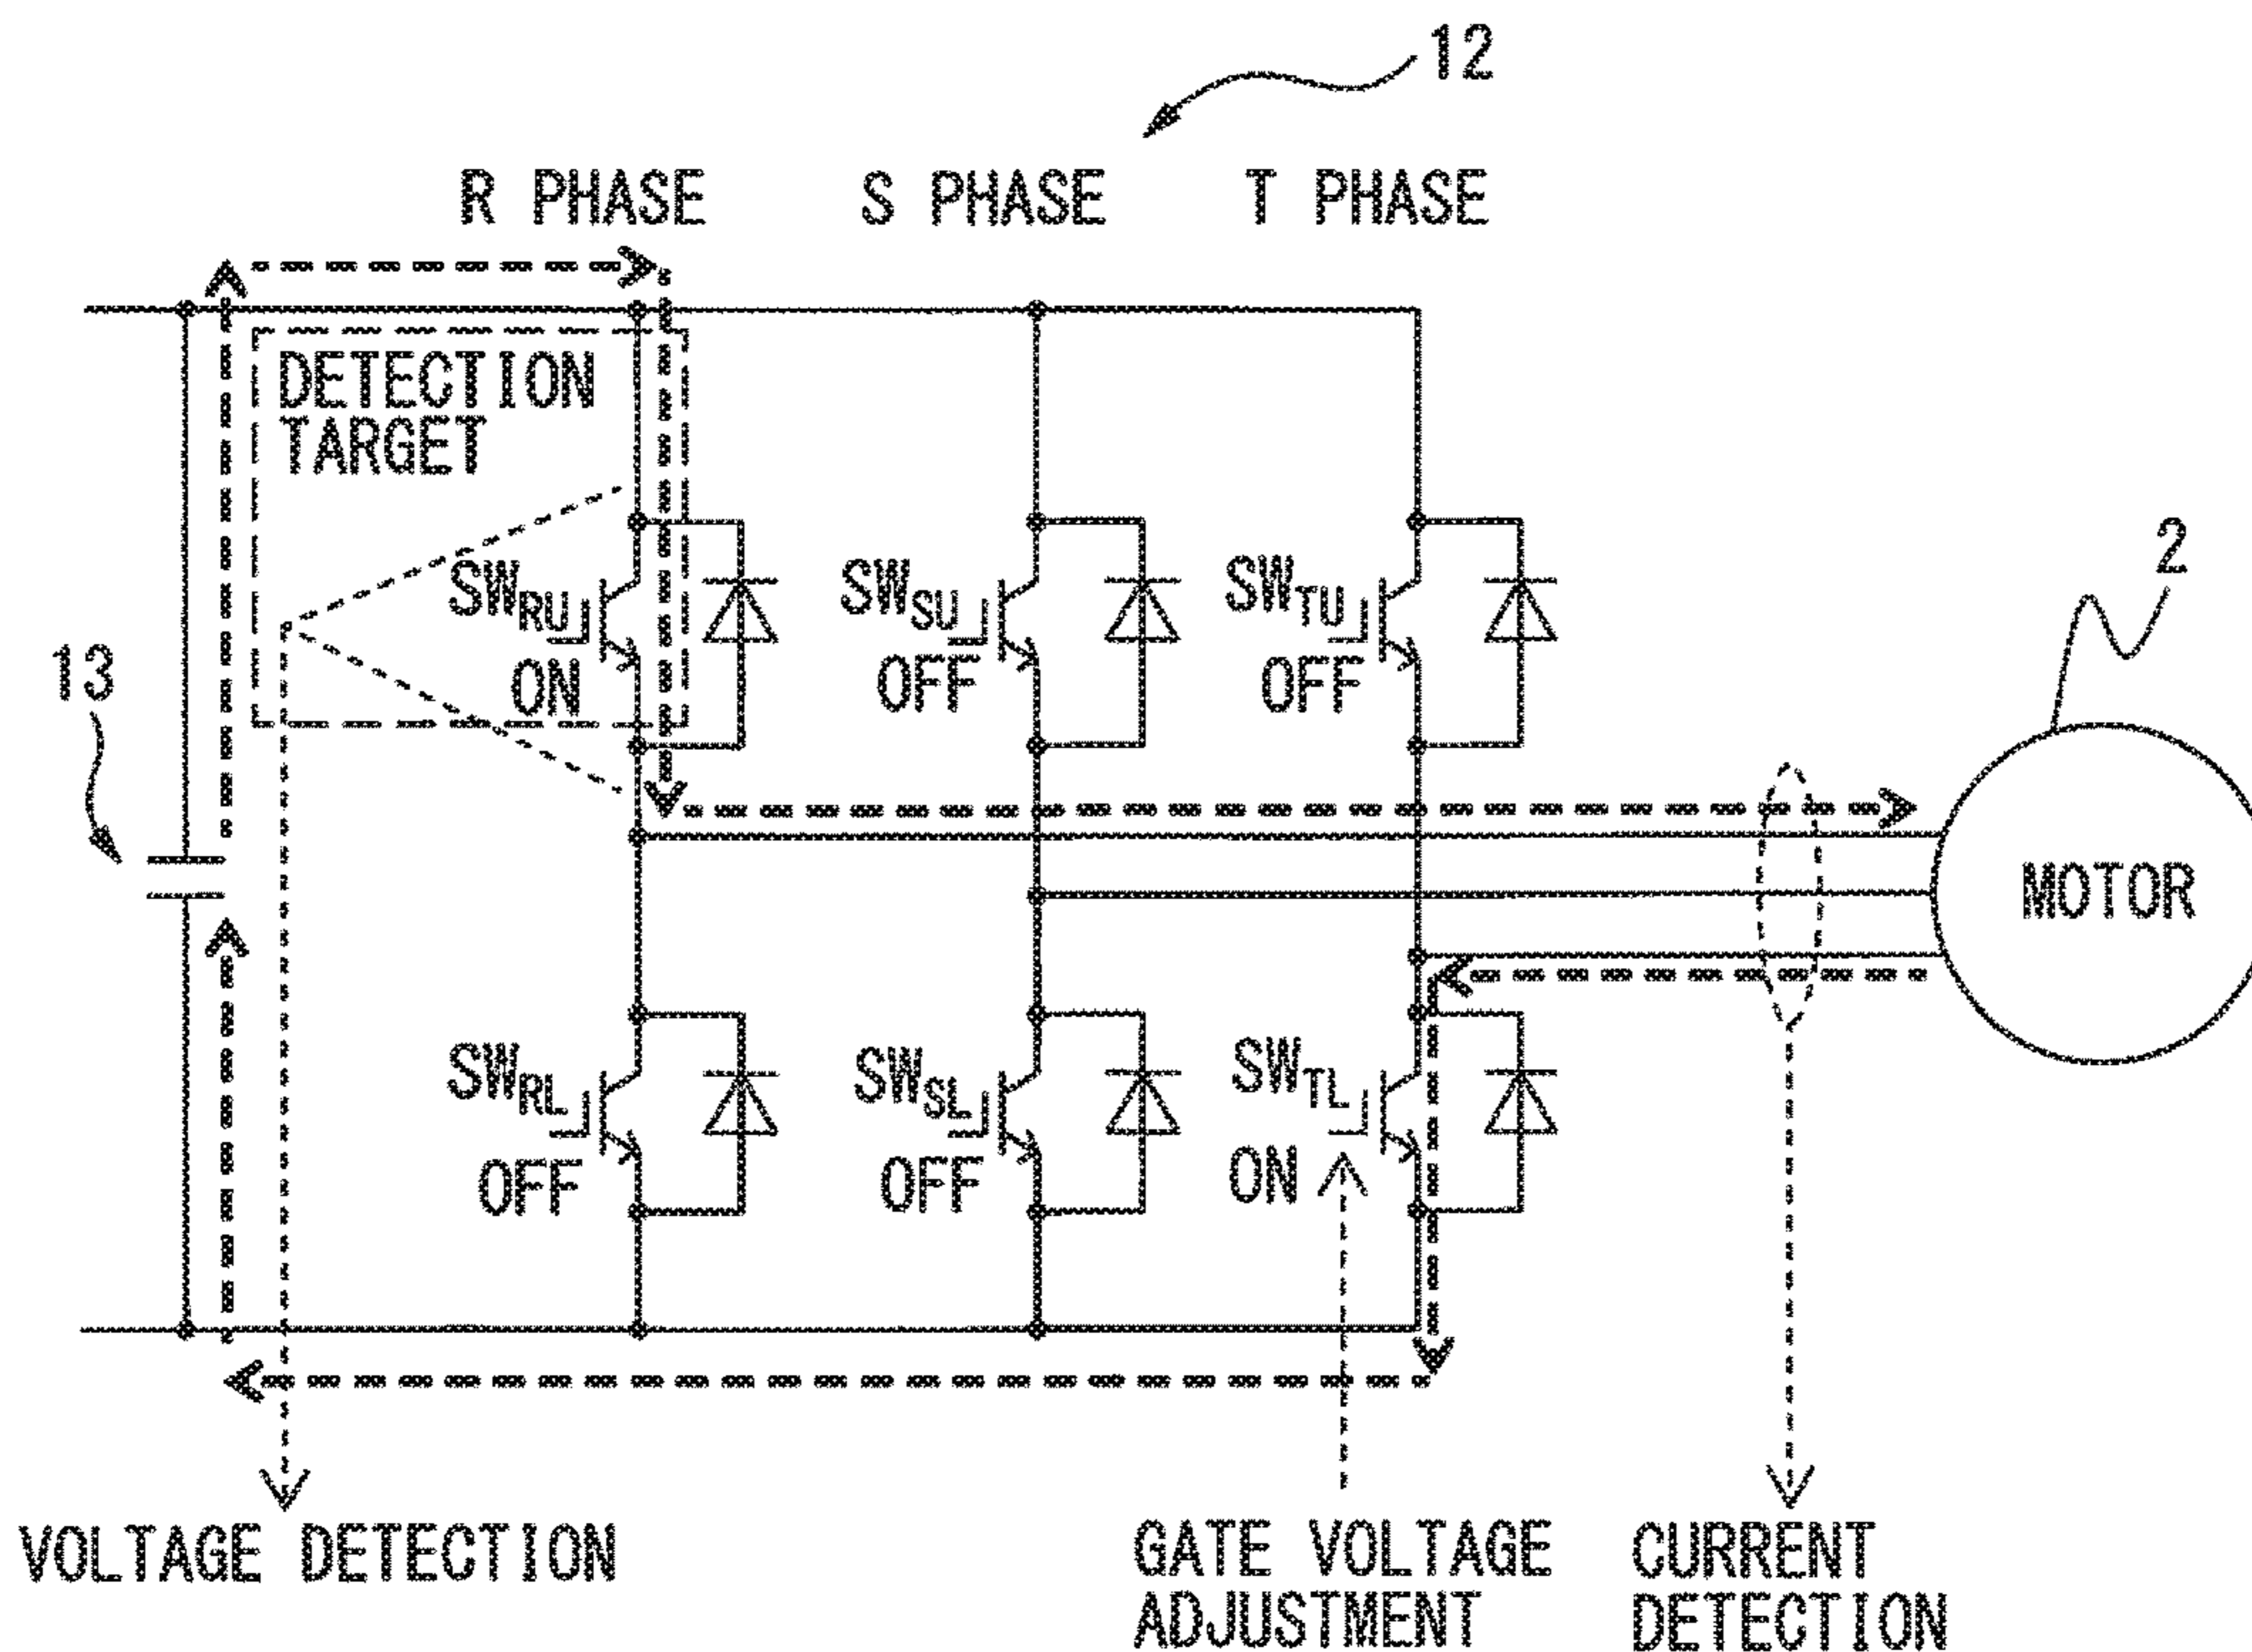 12
R PHASE S PHASE T PHASE
DETECTION
TARGET
SWRU
ON
SWSU
OFF
SWTU
OFF
2
13
MOTOR
SWRL
OFF
SWSL
OFF
SWTL
ON
VOLTAGE DETECTION
GATE VOLTAGE
ADJUSTMENT
CURRENT
DETECTION